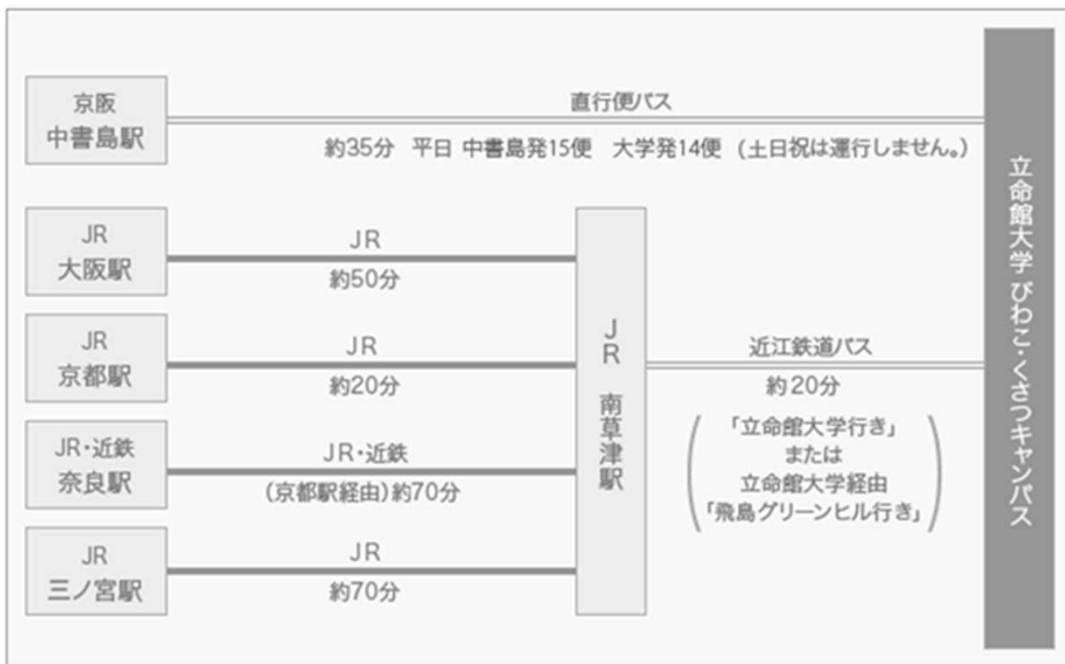 京阪
中書島駅
直行便バス
約35分 平日 中書島発15便 大学発14便 (土日祝は運行しません。)
JR
大阪駅
JR
約50分
JR
京都駅
JR
約20分
JR・近鉄
奈良駅
JR・近鉄
(京都駅経由)約70分
JR
三ノ宮駅
JR
約70分
JR 南草津駅
近江鉄道バス
約20分
「立命館大学行き」
または
立命館大学経由
「飛島グリーンヒル行き」
立命館大学 びわこ・くさつキャンパス